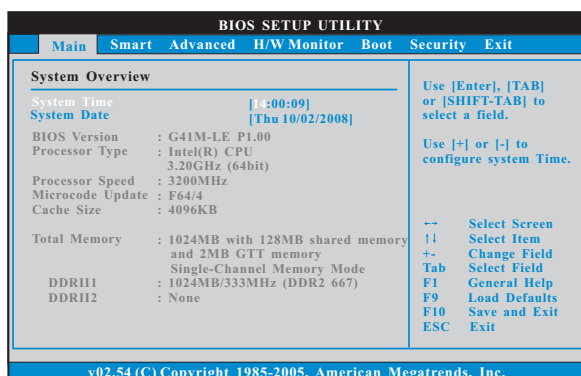 BIOS SETUP UTILITY
Main Smart Advanced H/W Monitor Boot Security Exit
System Overview
System Time [14:00:09]
System Date [Thu 10/02/2008]
BIOS Version : G41M-LE P1.00
Processor Type : Intel(R) CPU
3.20GHz (64bit)
Processor Speed : 3200MHz
Microcode Update : F64/4
Cache Size : 4096KB
Total Memory : 1024MB with 128MB shared memory
and 2MB GTT memory
Single-Channel Memory Mode
DDRII1 : 1024MB/333MHz (DDR2 667)
DDRII2 : None
Use [Enter], [TAB]
or [SHIFT-TAB] to
select a field.
Use [+] or [-] to
configure system Time.
←→ Select Screen
↑↓ Select Item
+- Change Field
Tab Select Field
F1 General Help
F9 Load Defaults
F10 Save and Exit
ESC Exit
v02.54 (C) Copyright 1985-2005, American Megatrends, Inc.